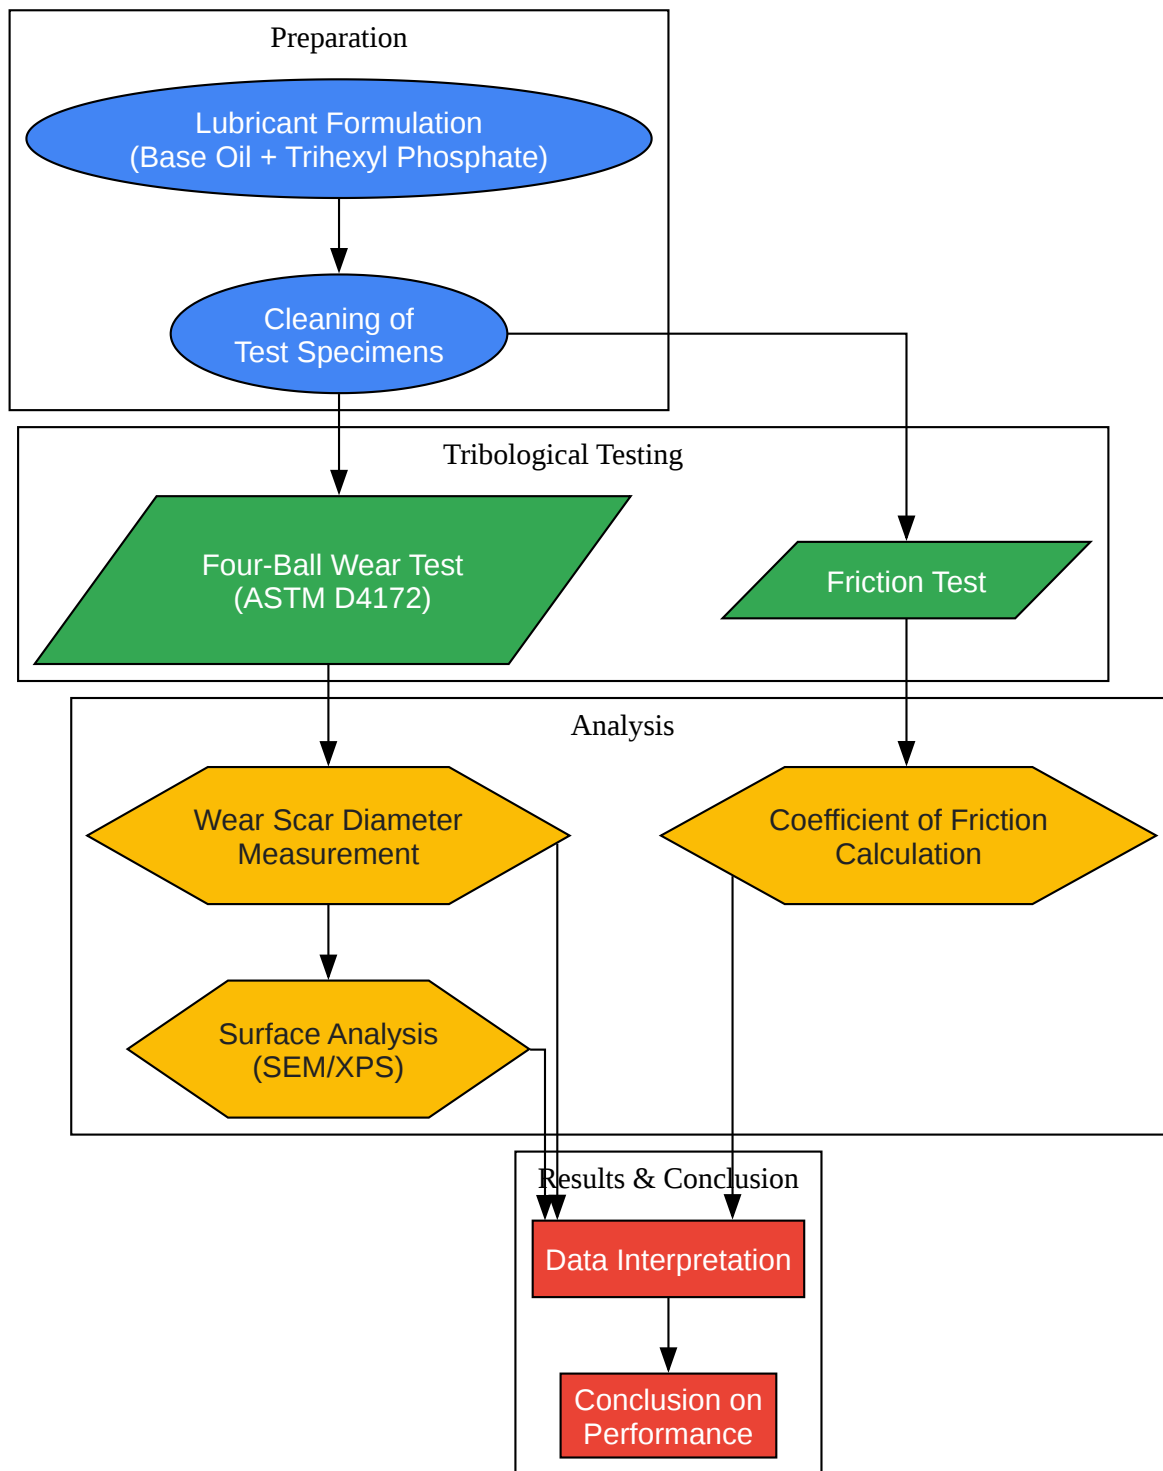 Preparation
Lubricant Formulation
(Base Oil + Trihexyl Phosphate)
Cleaning of
Test Specimens
Tribological Testing
Four-Ball Wear Test
(ASTM D4172)
Friction Test
Analysis
Wear Scar Diameter
Measurement
Coefficient of Friction
Calculation
Surface Analysis
(SEM/XPS)
Results & Conclusion
Data Interpretation
Conclusion on
Performance